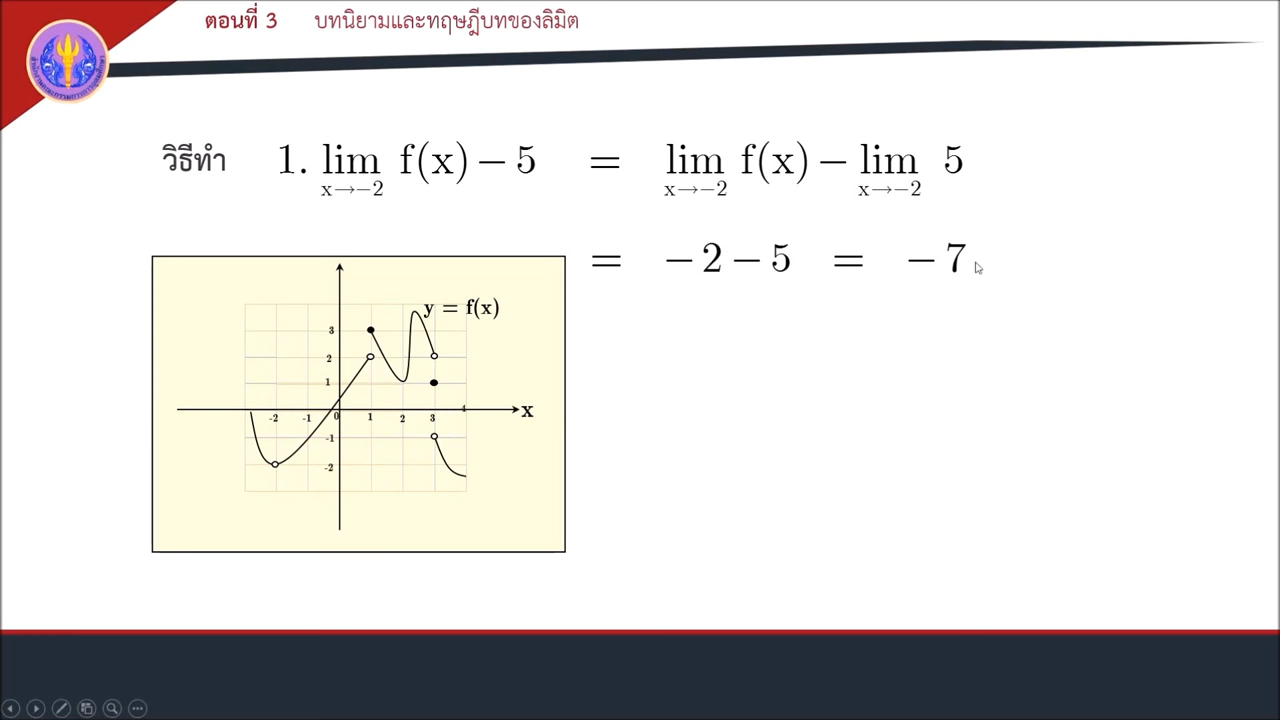 ตอนที่ 3 บทนิยามและทฤษฎีบทของลิมิต
วิธีทำ 1. lim f(x) − 5 = lim f(x) − lim 5
x→−2 x→−2 x→−2
= −2 − 5 = −7
y = f(x)
3
2
1
-2 -1 0 1 2 3 4 x
-1
-2